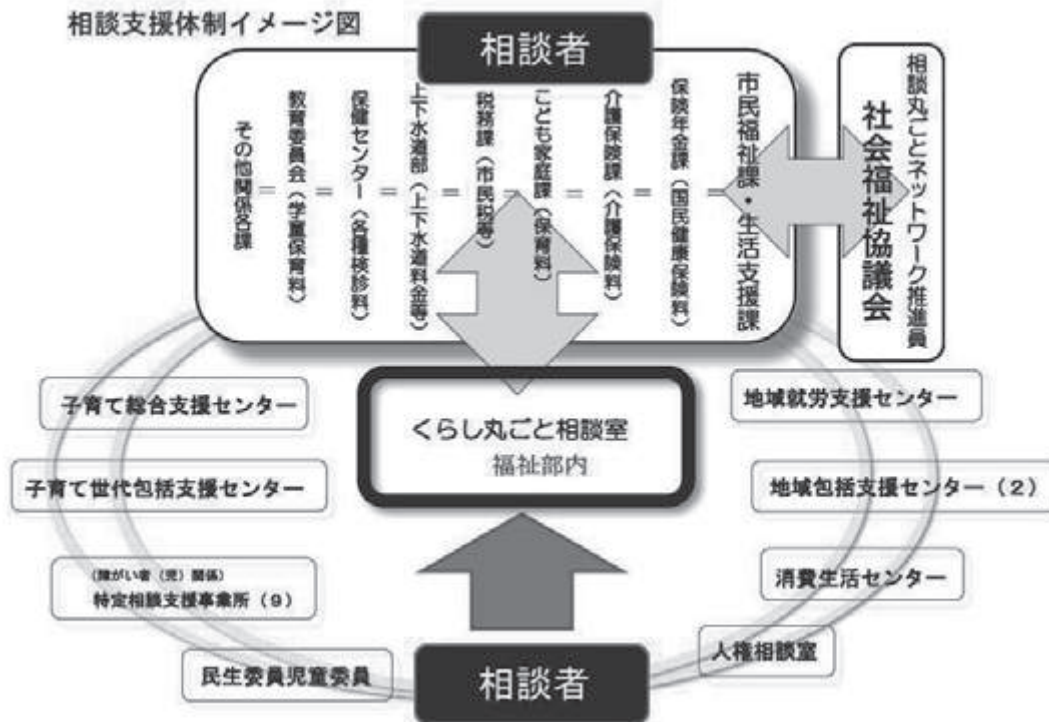 相談支援体制イメージ図
相談者
相談丸ごとネットワーク推進員
社会福祉協議会
市民福祉課・生活支援課
保険年金課（国民健康保険料）
介護保険課（介護保険料）
こども家庭課（保育料）
税務課（市民税等）
上下水道部（上下水道料金等）
保健センター（各種検診料）
教育委員会（学童保育料）
その他関係各課
くらし丸ごと相談室
福祉部内
子育て総合支援センター
子育て世代包括支援センター
（障がい者（児）関係）
特定相談支援事業所（9）
民生委員児童委員
地域就労支援センター
地域包括支援センター（2）
消費生活センター
人権相談室
相談者